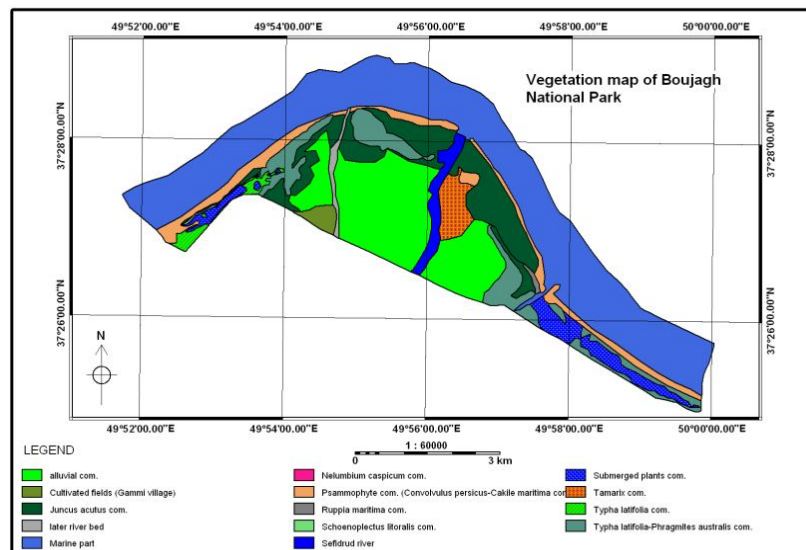 49°52'00.00"E 49°54'00.00"E 49°56'00.00"E 49°58'00.00"E 50°00'00.00"E
Vegetation map of Boujagh
National Park
37°28'00.00"N 37°28'00.00"N
37°26'00.00"N 37°26'00.00"N
N
49°52'00.00"E 49°54'00.00"E 49°56'00.00"E 49°58'00.00"E 50°00'00.00"E
LEGEND
1 : 60000
0 3 km
alluvial com.
Cultivated fields (Gammi village)
Juncus acutus com.
later river bed
Marine part
Nelumbium caspicum com.
Psammophyte com. (Convolvulus persicus-Cakile maritima con
Ruppia maritima com.
Schoenoplectus litoralis com.
Sefidrud river
Submerged plants com.
Tamarix com.
Typha latifolia com.
Typha latifolia-Phragmites australis com.